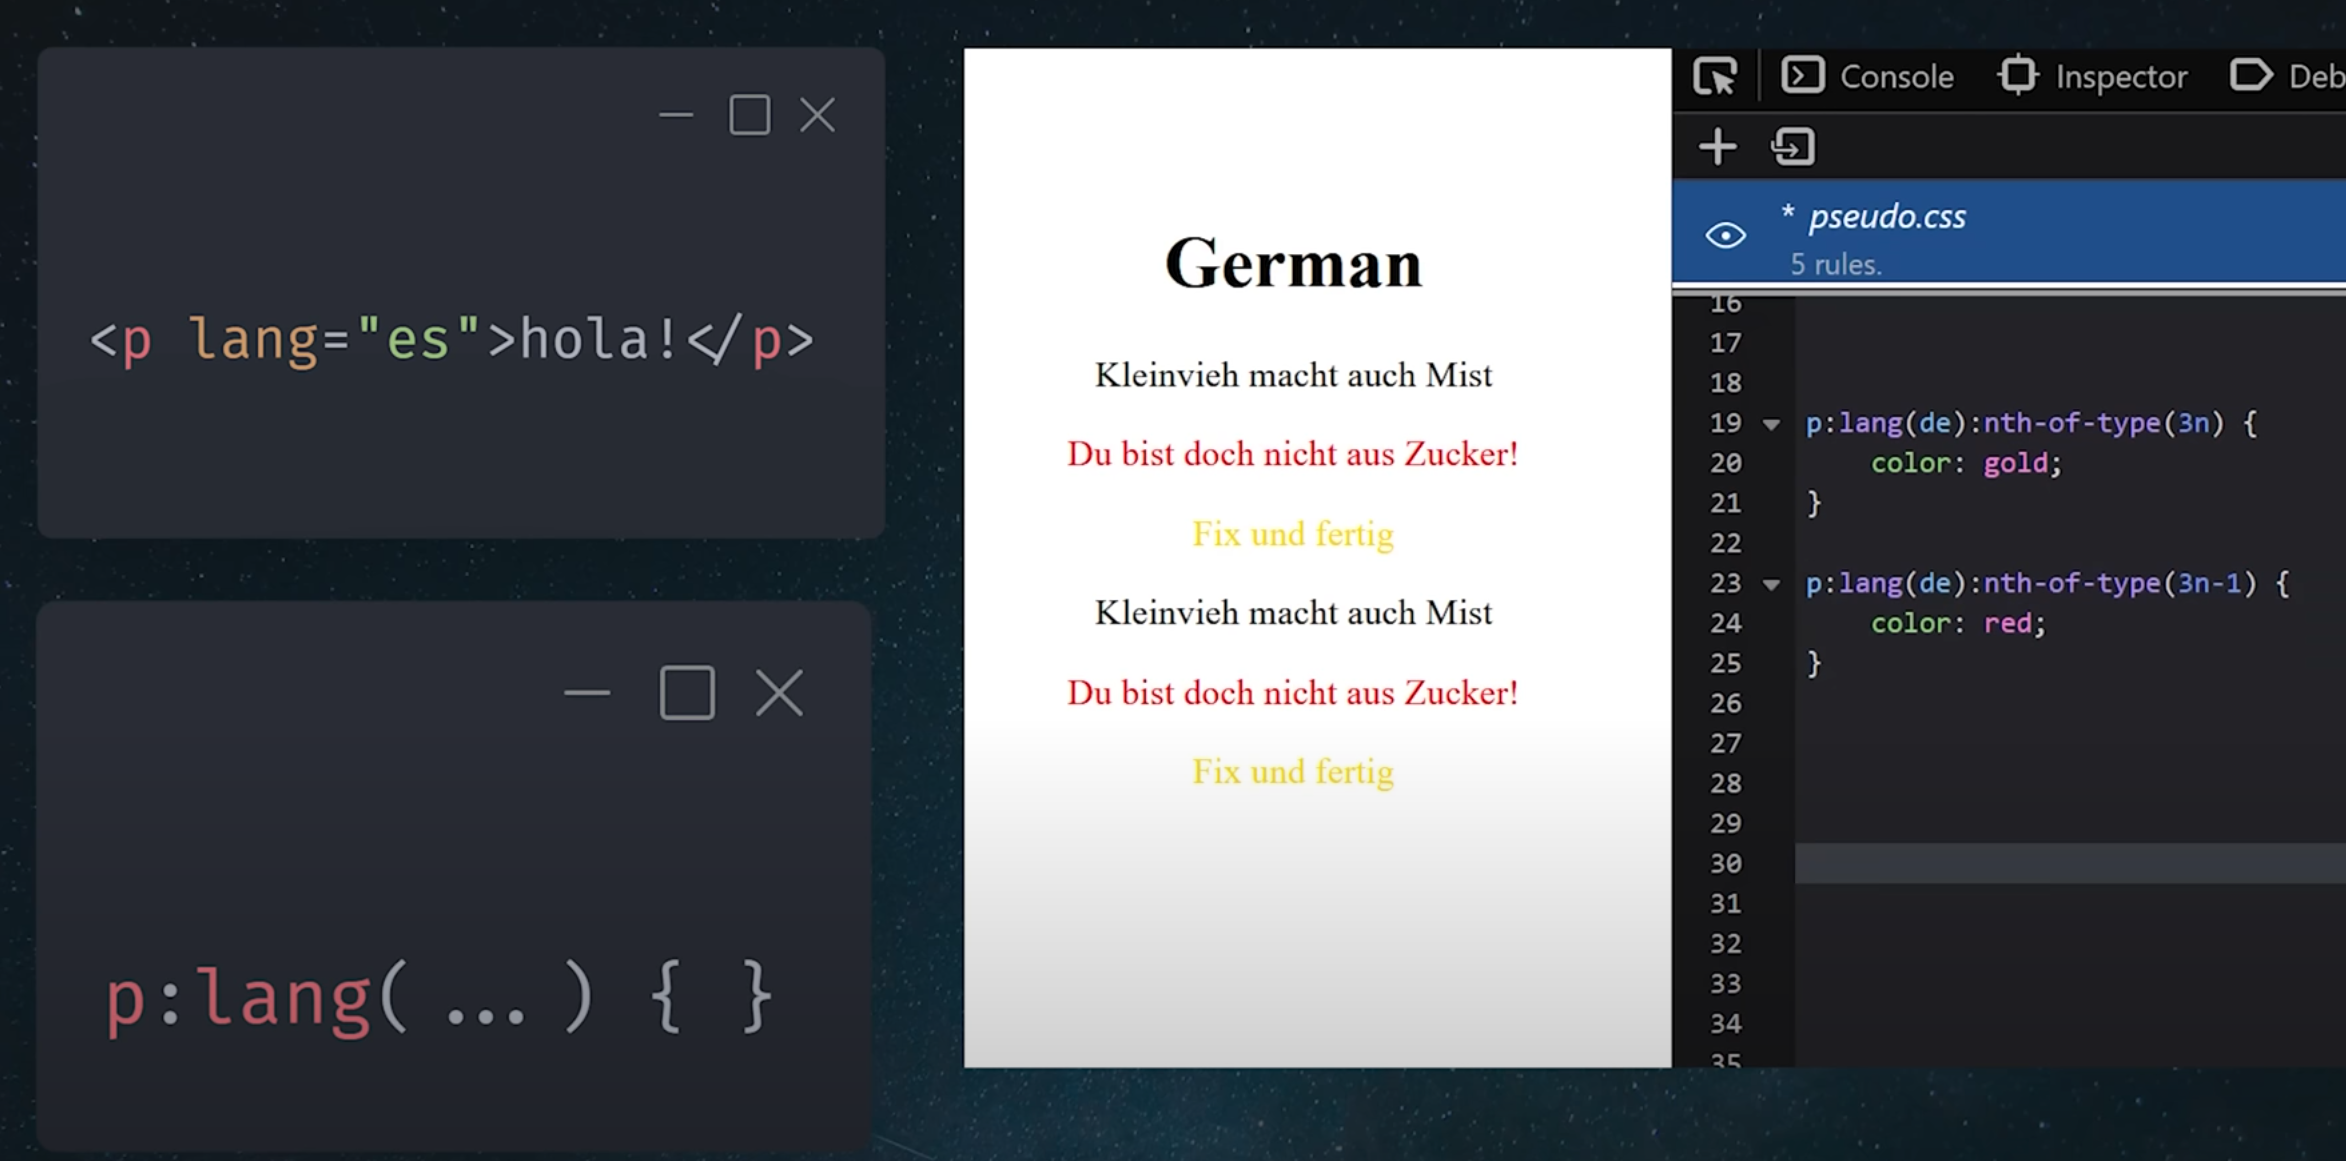 <p lang="es">hola!</p>
p:lang( ... ) { }
German
Kleinvieh macht auch Mist
Du bist doch nicht aus Zucker!
Fix und fertig
Kleinvieh macht auch Mist
Du bist doch nicht aus Zucker!
Fix und fertig
Console Inspector Deb
* pseudo.css
5 rules.
16
17
18
19 p:lang(de):nth-of-type(3n) {
20 color: gold;
21 }
22
23 p:lang(de):nth-of-type(3n-1) {
24 color: red;
25 }
26
27
28
29
30
31
32
33
34
35